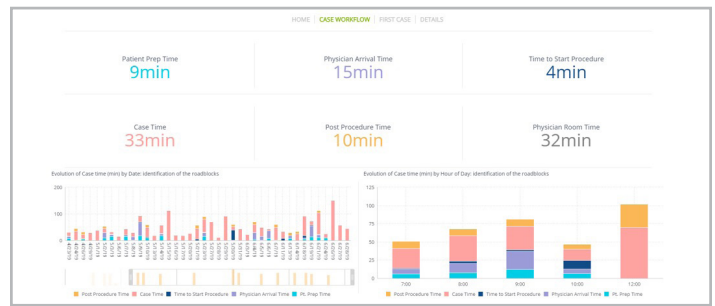 HOME | CASE WORKFLOW | FIRST CASE | DETAILS
Patient Prep Time
9min
Physician Arrival Time
15min
Time to Start Procedure
4min
Case Time
33min
Post Procedure Time
10min
Physician Room Time
32min
Evolution of Case time (min) by Date: identification of the roadblocks
200
100
0
Post Procedure Time Case Time Time to Start Procedure Physician Arrival Time Pt. Prep Time
Evolution of Case time (min) by Hour of Day: identification of the roadblocks
125
100
75
50
25
0
7:00 8:00 9:00 10:00 12:00
Post Procedure Time Case Time Time to Start Procedure Physician Arrival Time Pt. Prep Time